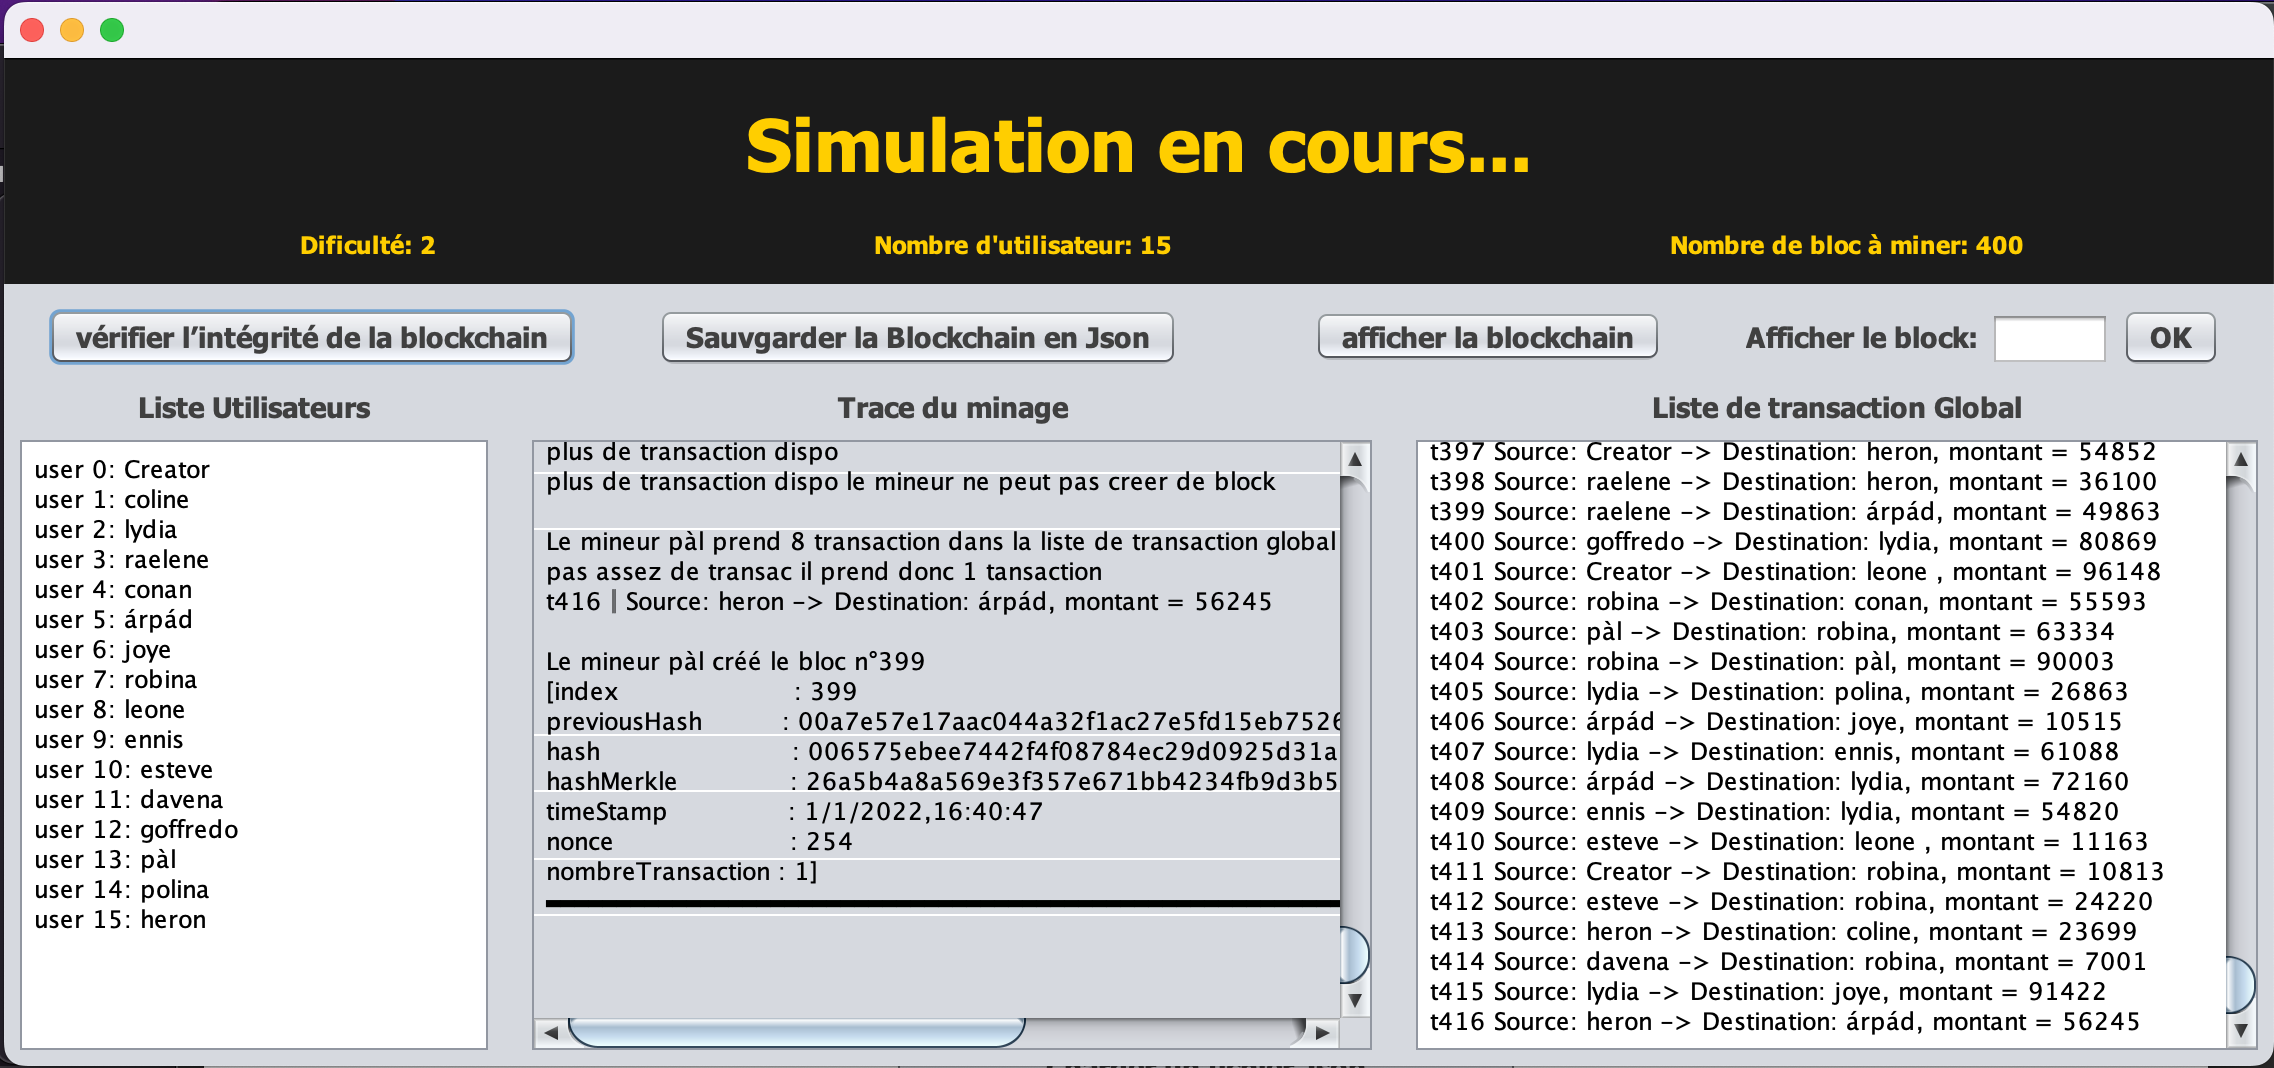 Simulation en cours...
Dificulté: 2
Nombre d'utilisateur: 15
Nombre de bloc à miner: 400
vérifier l’intégrité de la blockchain
Sauvgarder la Blockchain en Json
afficher la blockchain
Afficher le block:
OK
Liste Utilisateurs
user 0: Creator
user 1: coline
user 2: lydia
user 3: raelene
user 4: conan
user 5: árpád
user 6: joye
user 7: robina
user 8: leone
user 9: ennis
user 10: esteve
user 11: davena
user 12: goffredo
user 13: pàl
user 14: polina
user 15: heron
Trace du minage
plus de transaction dispo
plus de transaction dispo le mineur ne peut pas creer de block
Le mineur pàl prend 8 transaction dans la liste de transaction global
pas assez de transac il prend donc 1 tansaction
t416 | Source: heron -> Destination: árpád, montant = 56245
Le mineur pàl créé le bloc n°399
[index : 399
previousHash : 00a7e57e17aac044a32f1ac27e5fd15eb7526
hash : 006575ebee7442f4f08784ec29d0925d31a
hashMerkle : 26a5b4a8a569e3f357e671bb4234fb9d3b5
timeStamp : 1/1/2022,16:40:47
nonce : 254
nombreTransaction : 1]
Liste de transaction Global
t397 Source: Creator -> Destination: heron, montant = 54852
t398 Source: raelene -> Destination: heron, montant = 36100
t399 Source: raelene -> Destination: árpád, montant = 49863
t400 Source: goffredo -> Destination: lydia, montant = 80869
t401 Source: Creator -> Destination: leone , montant = 96148
t402 Source: robina -> Destination: conan, montant = 55593
t403 Source: pàl -> Destination: robina, montant = 63334
t404 Source: robina -> Destination: pàl, montant = 90003
t405 Source: lydia -> Destination: polina, montant = 26863
t406 Source: árpád -> Destination: joye, montant = 10515
t407 Source: lydia -> Destination: ennis, montant = 61088
t408 Source: árpád -> Destination: lydia, montant = 72160
t409 Source: ennis -> Destination: lydia, montant = 54820
t410 Source: esteve -> Destination: leone , montant = 11163
t411 Source: Creator -> Destination: robina, montant = 10813
t412 Source: esteve -> Destination: robina, montant = 24220
t413 Source: heron -> Destination: coline, montant = 23699
t414 Source: davena -> Destination: robina, montant = 7001
t415 Source: lydia -> Destination: joye, montant = 91422
t416 Source: heron -> Destination: árpád, montant = 56245